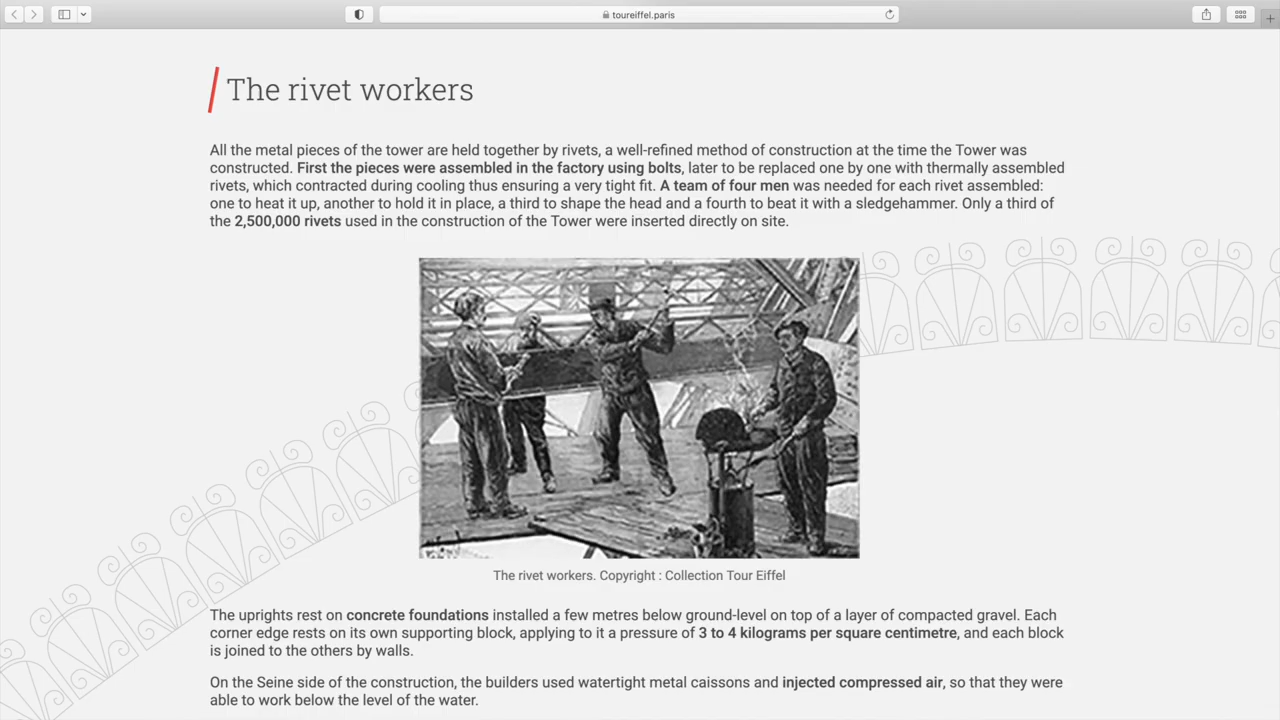 toureiffel.paris
The rivet workers
All the metal pieces of the tower are held together by rivets, a well-refined method of construction at the time the Tower was
constructed. First the pieces were assembled in the factory using bolts, later to be replaced one by one with thermally assembled
rivets, which contracted during cooling thus ensuring a very tight fit. A team of four men was needed for each rivet assembled:
one to heat it up, another to hold it in place, a third to shape the head and a fourth to beat it with a sledgehammer. Only a third of
the 2,500,000 rivets used in the construction of the Tower were inserted directly on site.
The rivet workers. Copyright : Collection Tour Eiffel
The uprights rest on concrete foundations installed a few metres below ground-level on top of a layer of compacted gravel. Each
corner edge rests on its own supporting block, applying to it a pressure of 3 to 4 kilograms per square centimetre, and each block
is joined to the others by walls.
On the Seine side of the construction, the builders used watertight metal caissons and injected compressed air, so that they were
able to work below the level of the water.